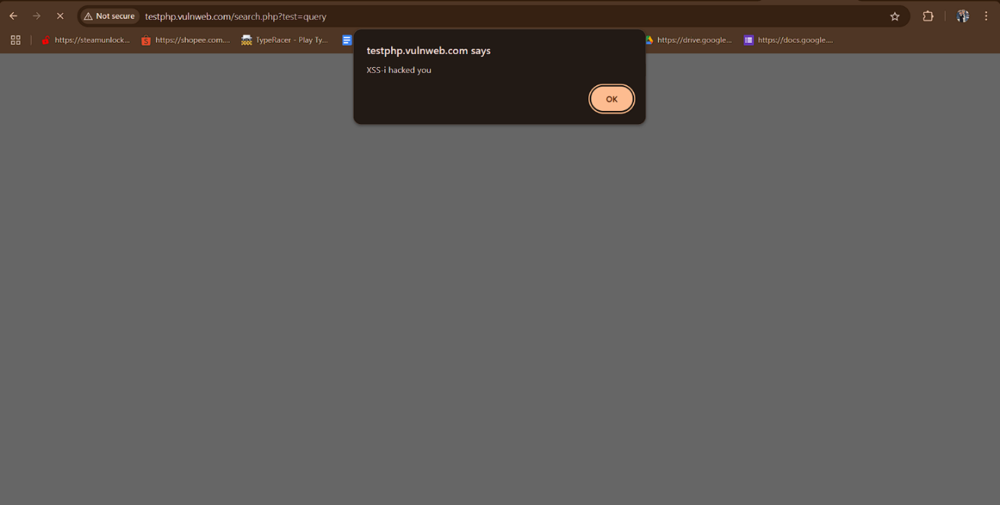 Not secure testphp.vulnweb.com/search.php?test=query
https://steamunlock... https://shopee.com.... TypeRacer - Play Ty... https://drive.google... https://docs.google....
testphp.vulnweb.com says
XSS-i hacked you
OK